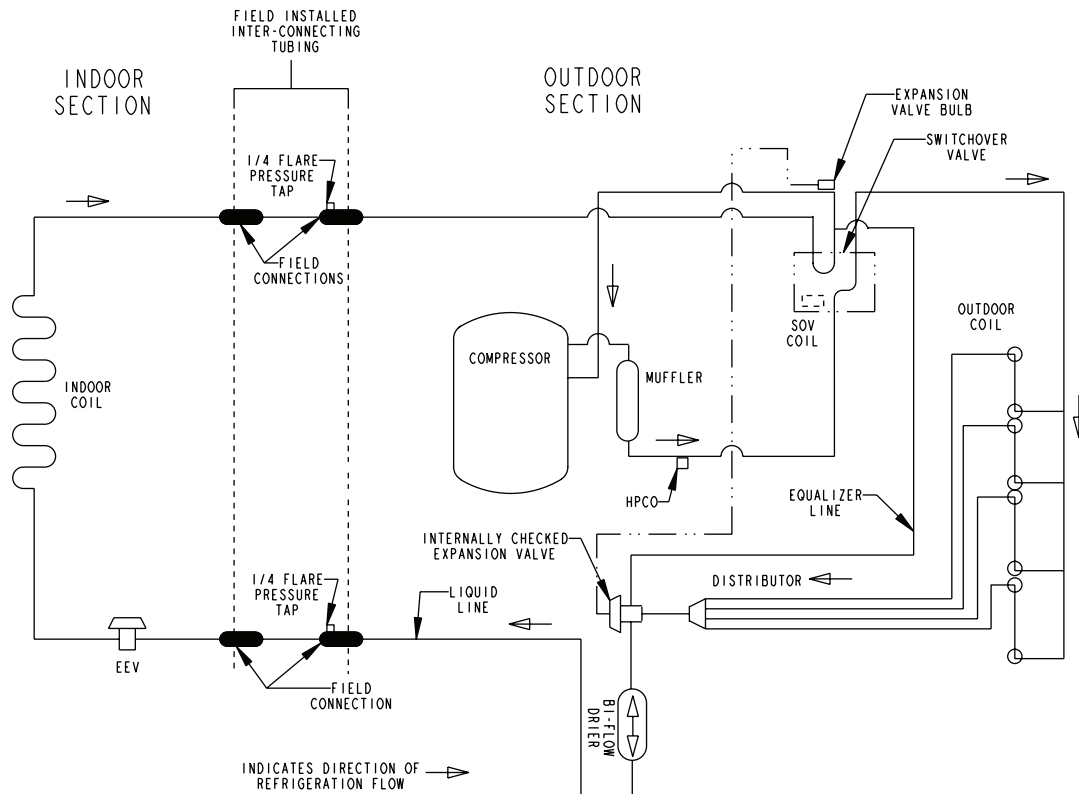 FIELD INSTALLED
INTER-CONNECTING
TUBING
INDOOR
SECTION
OUTDOOR
SECTION
EXPANSION
VALVE BULB
SWITCHOVER
VALVE
1/4 FLARE
PRESSURE
TAP
FIELD
CONNECTIONS
SOV
COIL
OUTDOOR
COIL
COMPRESSOR
MUFFLER
INDOOR
COIL
HPCO
EQUALIZER
LINE
INTERNALLY CHECKED
EXPANSION VALVE
DISTRIBUTOR
1/4 FLARE
PRESSURE
TAP
LIQUID
LINE
EEV
FIELD
CONNECTION
BI-FLOW
DRIER
INDICATES DIRECTION OF
REFRIGERATION FLOW